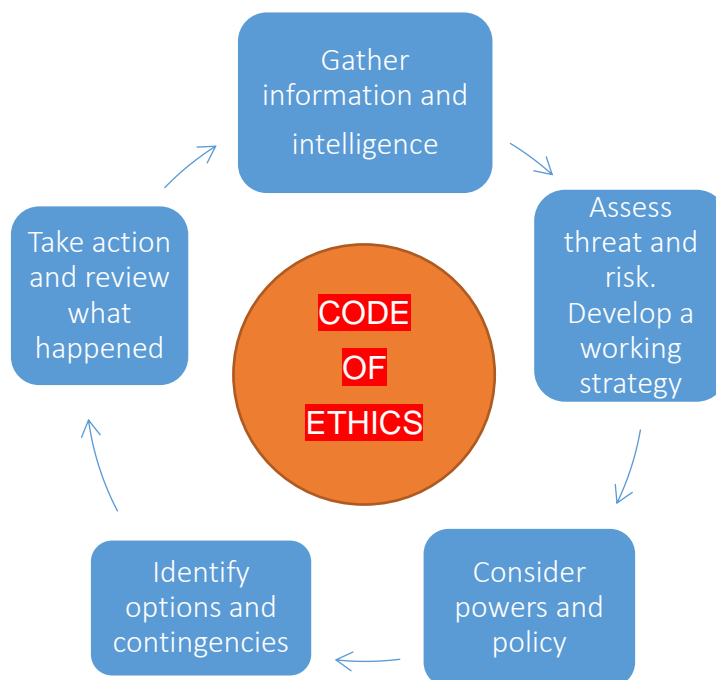 Gather
information and
intelligence
Assess
threat and
risk.
Develop a
working
strategy
Consider
powers and
policy
Identify
options and
contingencies
Take action
and review
what
happened
CODE
OF
ETHICS